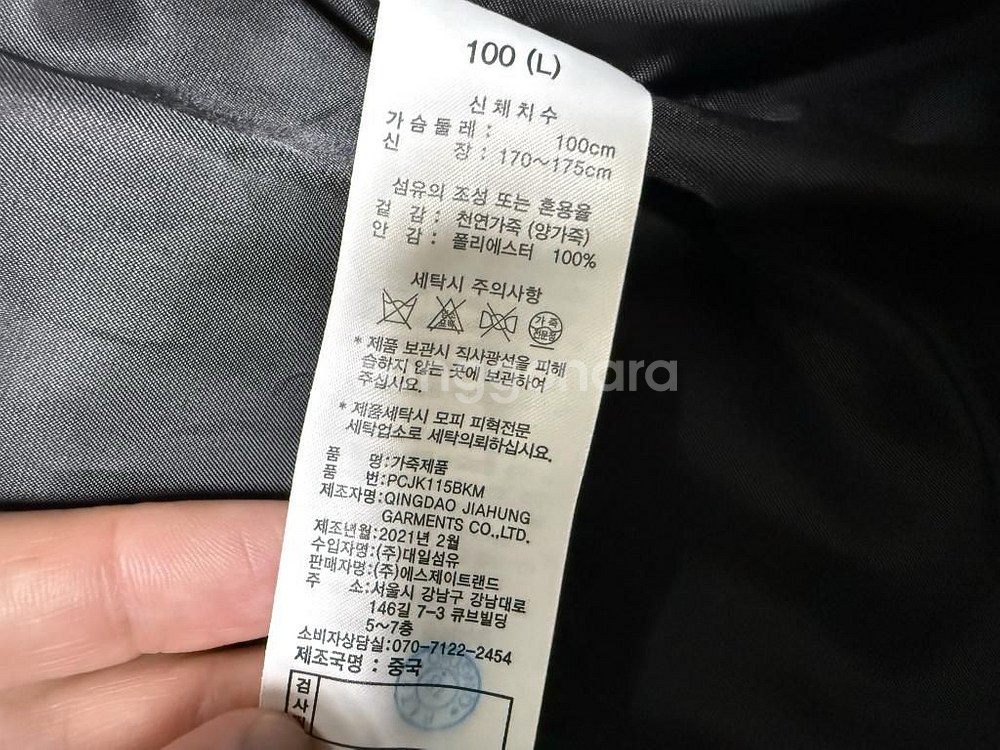 100 (L)
신체치수
가슴둘레 : 100cm
신 장 : 170~175cm
섬유의 조성 또는 혼용율
겉 감 : 천연가죽 (양가죽)
안 감 : 폴리에스터 100%
세탁시 주의사항
가죽
전문점
* 제품 보관시 직사광선을 피해
습하지 않는 곳에 보관하여
주십시요.
* 제품세탁시 모피 피혁전문
세탁업소로 세탁의뢰하십시요.
품 명:가죽제품
품 번:PCJK115BKM
제조자명:QINGDAO JIAHUNG
GARMENTS CO.,LTD.
제조년월:2021년 2월
수입자명:(주)대일섬유
판매자명:(주)에스제이트랜드
주 소:서울시 강남구 강남대로
146길 7-3 큐브빌딩
5~7층
소비자상담실:070-7122-2454
제조국명 : 중국
검
사